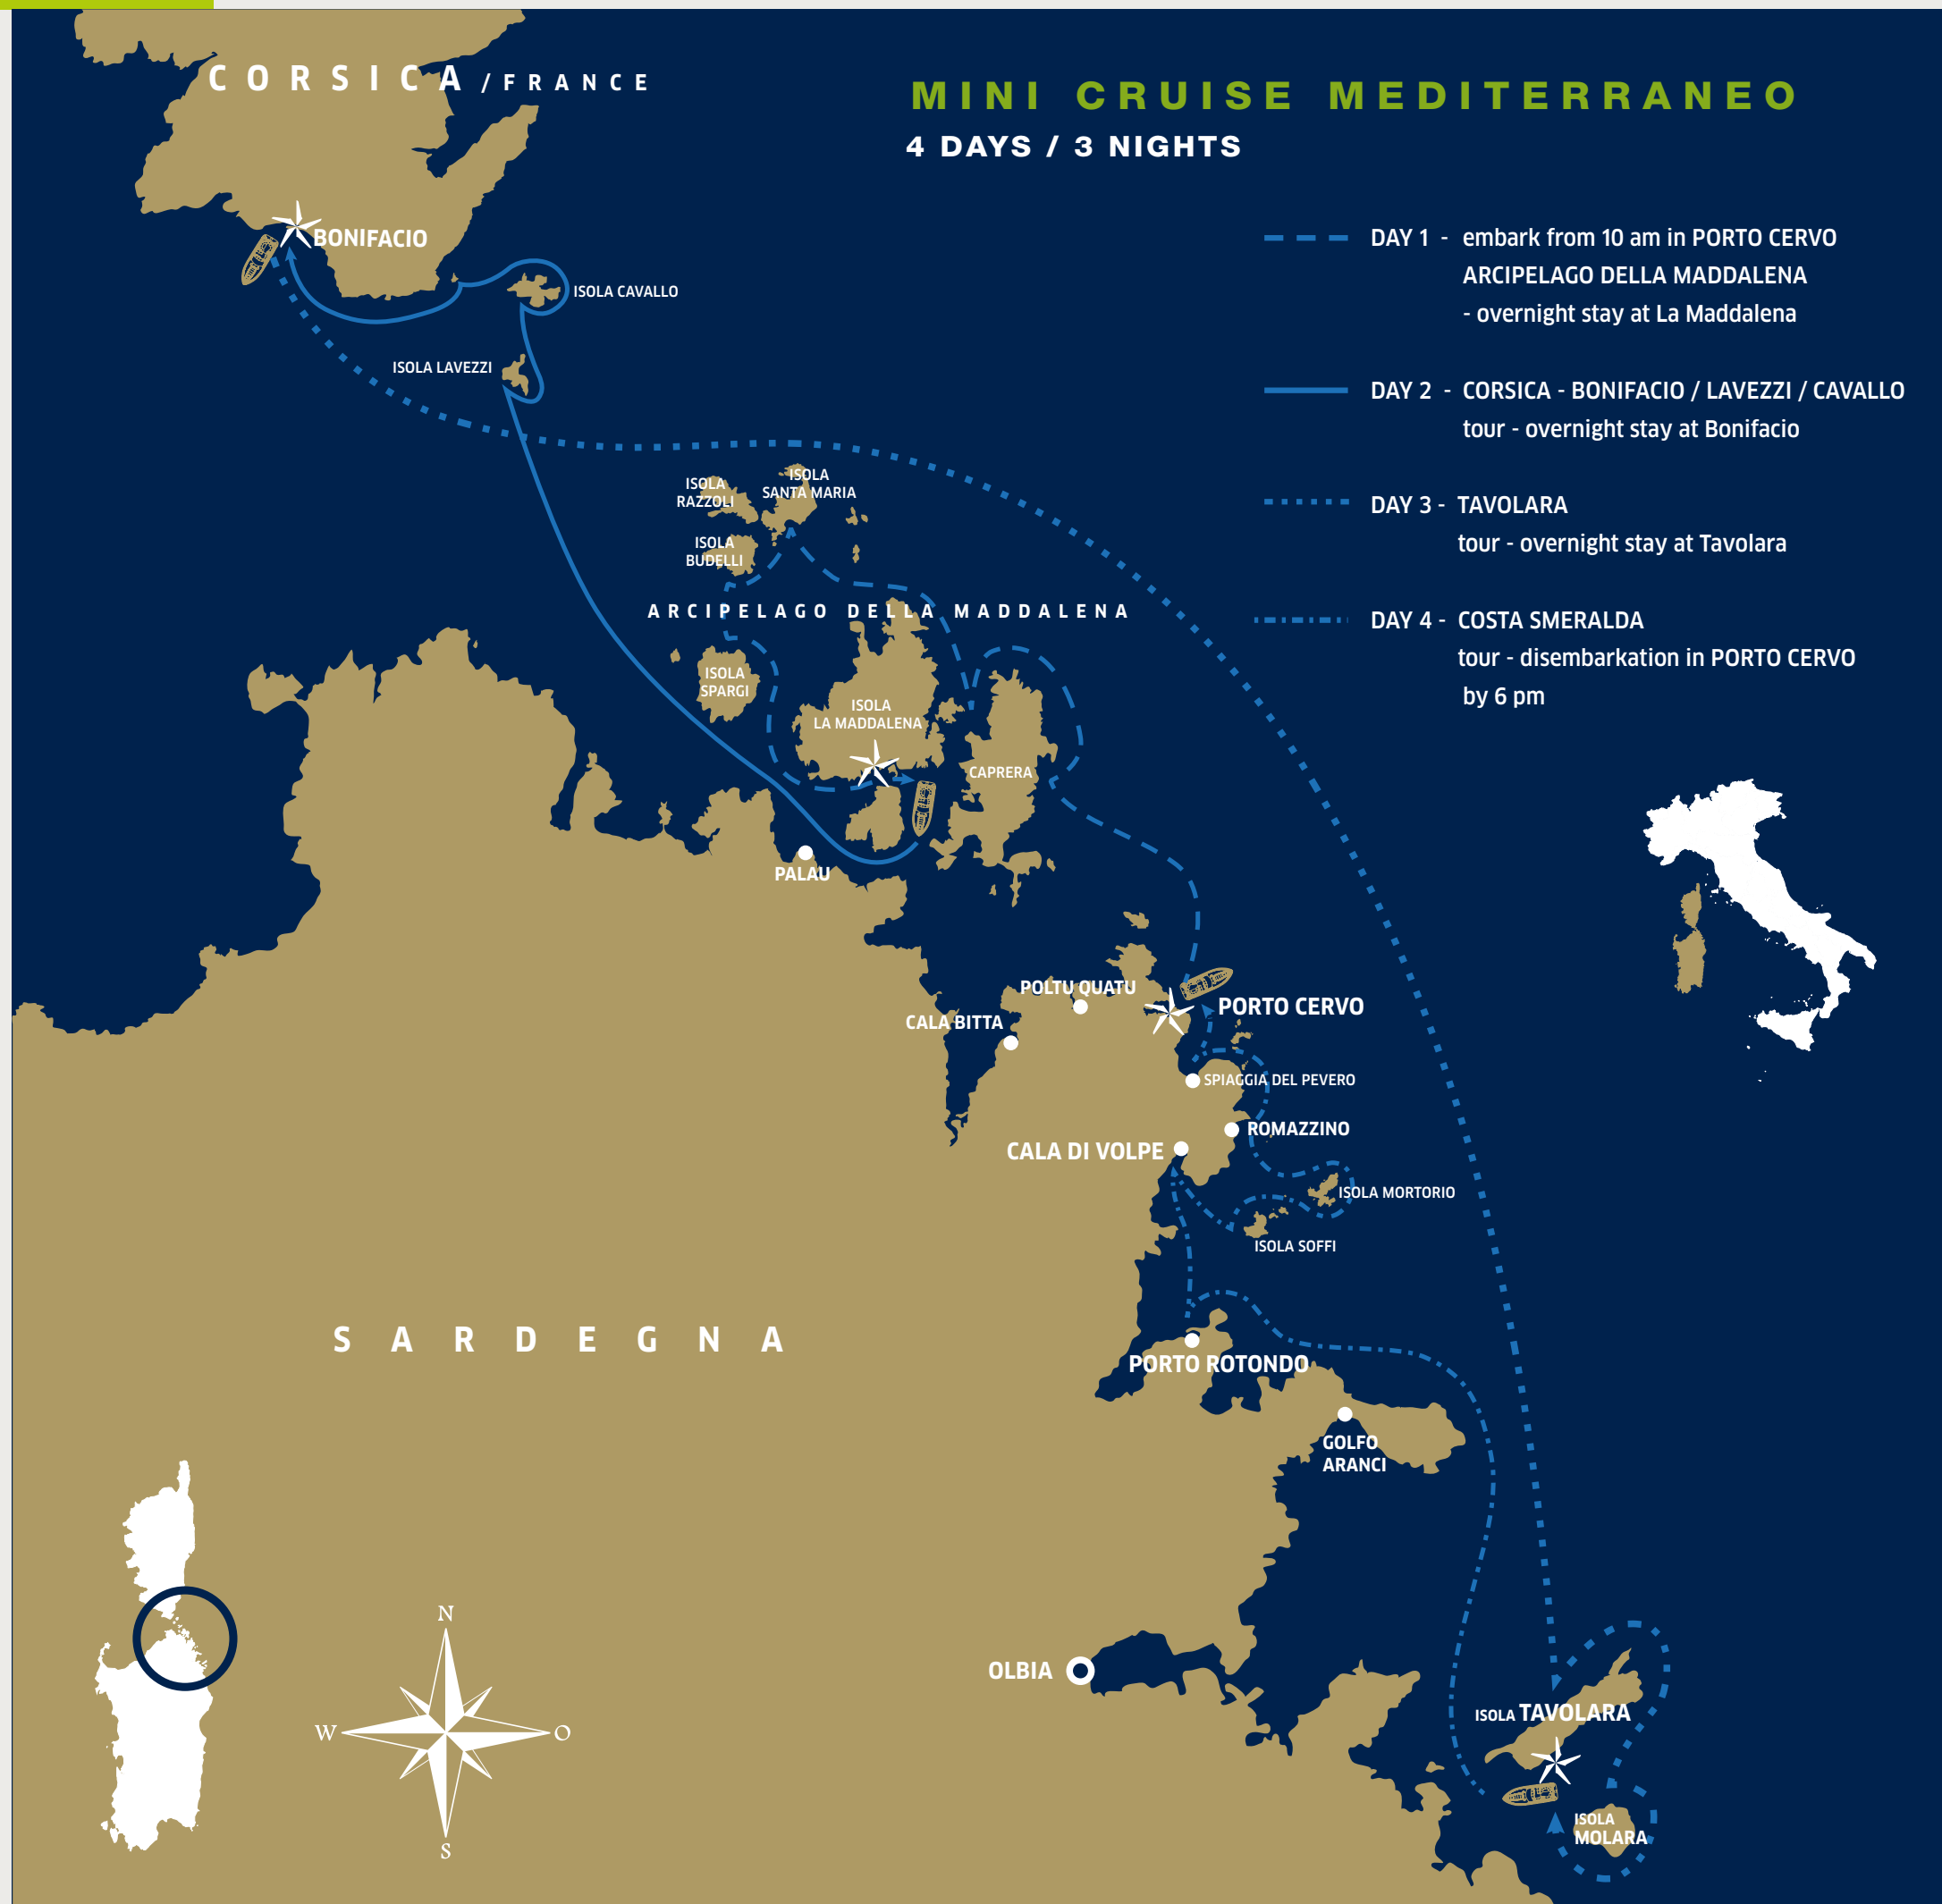 CORSICA / FRANCE
MINI CRUISE MEDITERRANEO
4 DAYS / 3 NIGHTS
DAY 1 - embark from 10 am in PORTO CERVO
ARCIPELAGO DELLA MADDALENA
- overnight stay at La Maddalena
DAY 2 - CORSICA - BONIFACIO / LAVEZZI / CAVALLO
tour - overnight stay at Bonifacio
DAY 3 - TAVOLARA
tour - overnight stay at Tavolara
DAY 4 - COSTA SMERALDA
tour - disembarkation in PORTO CERVO
by 6 pm
BONIFACIO
ISOLA CAVALLO
ISOLA LAVEZZI
ISOLA
RAZZOLI
ISOLA
SANTA MARIA
ISOLA
BUDELLI
ARCIPELAGO DELLA MADDALENA
ISOLA
SPARGI
ISOLA
LA MADDALENA
CAPRERA
PALAU
POLTU QUATU
PORTO CERVO
CALA BITTA
SPIAGGIA DEL PEVERO
ROMAZZINO
CALA DI VOLPE
ISOLA MORTORIO
ISOLA SOFFI
SARDEGNA
PORTO ROTONDO
GOLFO
ARANCI
OLBIA
ISOLA TAVOLARA
ISOLA
MOLARA
N
W
O
S